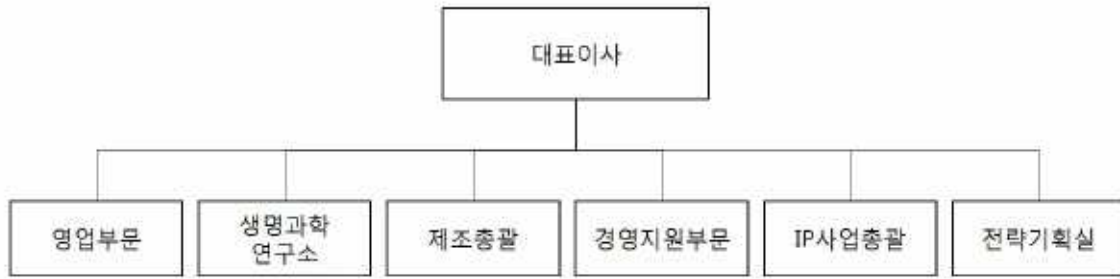 대표이사
영업부문
생명과학
연구소
제조총괄
경영지원부문
IP사업총괄
전략기획실